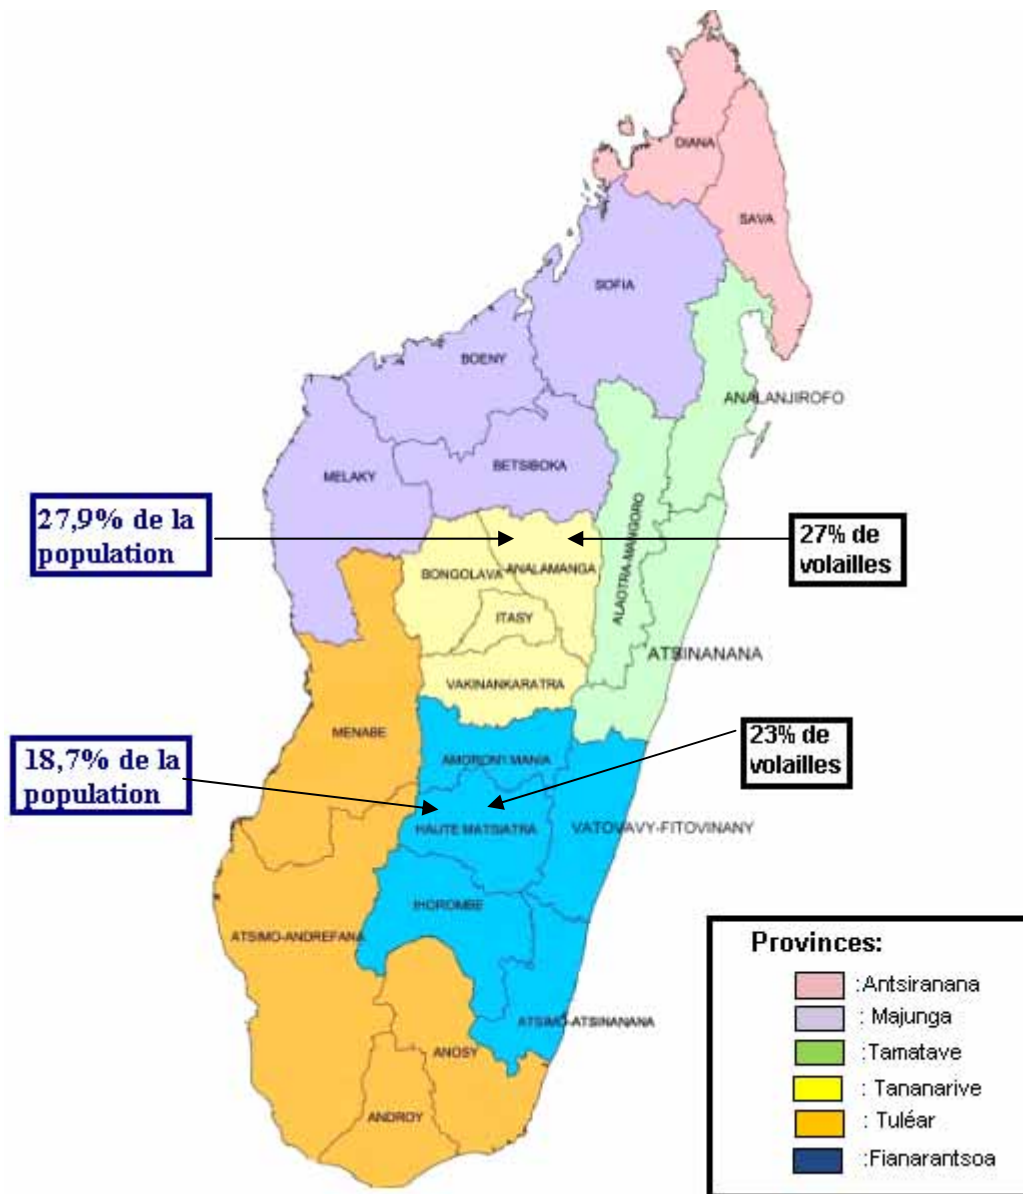 DIANA
SAVA
SOFIA
BOENY
ANALANJIROFO
MELAKY
BETSIBOKA
27,9% de la
population
27% de
volailles
ALAOTRA-MANGORO
BONGOLAVA
ANALAMANGA
ITASY
ATSINANANA
VAKINANKARATRA
MENABE
18,7% de la
population
23% de
volailles
AMORON'I MANIA
HAUTE MATSIATRA
VATOVAVY-FITOVINANY
IHOROMBE
ATSIMO-ANDREFANA
ATSIMO-ATSINANANA
ANOSY
ANDROY
Provinces:
:Antsiranana
: Majunga
:Tamatave
: Tananarive
: Tuléar
:Fianarantsoa